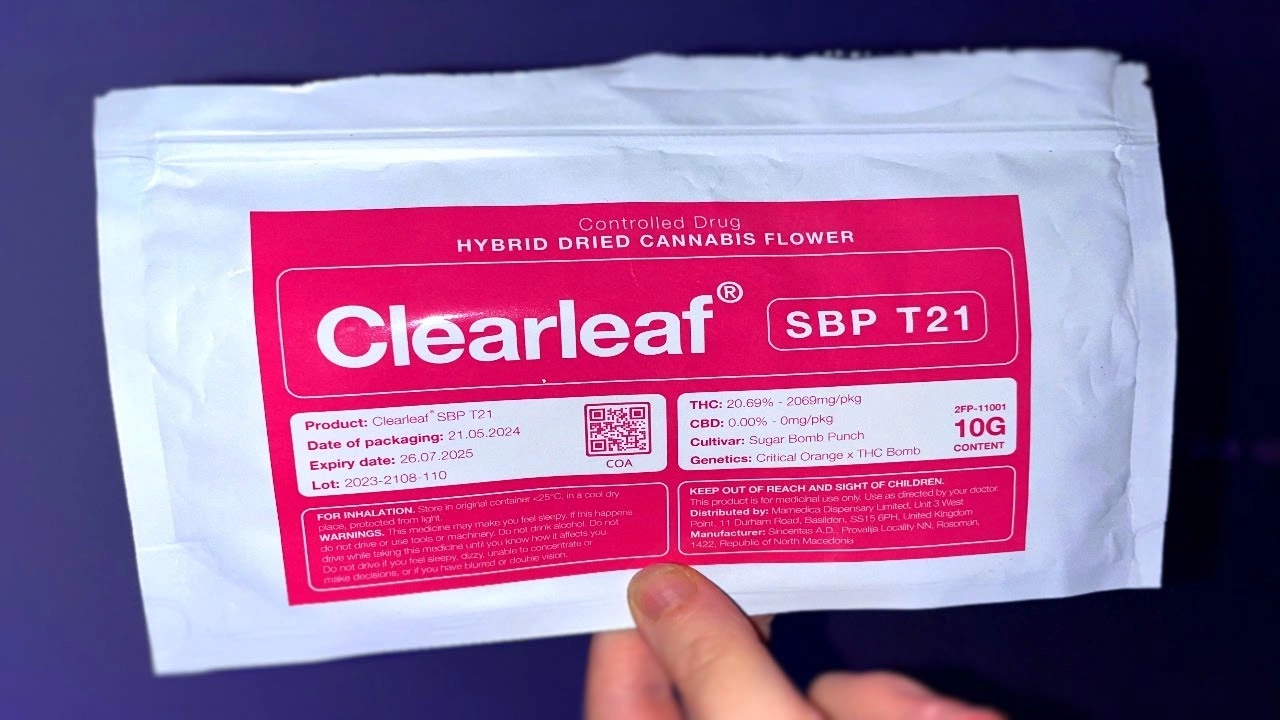 Controlled Drug
HYBRID DRIED CANNABIS FLOWER
Clearleaf®
SBP T21
Product: Clearleaf® SBP T21
Date of packaging: 21.05.2024
Expiry date: 26.07.2025
Lot: 2023-2108-110
COA
THC: 20.69% - 2069mg/pkg
CBD: 0.00% - 0mg/pkg
Cultivar: Sugar Bomb Punch
Genetics: Critical Orange x THC Bomb
2FP-11001
10G
CONTENT
FOR INHALATION. Store in original container <25°C, in a cool dry
place, protected from light.
WARNINGS. This medicine may make you feel sleepy. If this happens
do not drive or use tools or machinery. Do not drink alcohol. Do not
drive while taking this medicine until you know how it affects you.
Do not drive if you feel sleepy, dizzy, unable to concentrate or
make decisions, or if you have blurred or double vision.
KEEP OUT OF REACH AND SIGHT OF CHILDREN.
This product is for medicinal use only. Use as directed by your doctor.
Distributed by: Mamedica Dispensary Limited, Unit 3 West
Point, 11 Durham Road, Basildon, SS15 6PH, United Kingdom
Manufacturer: Sinceritas A.D., Provalija Locality NN, Rosoman,
1422, Republic of North Macedonia